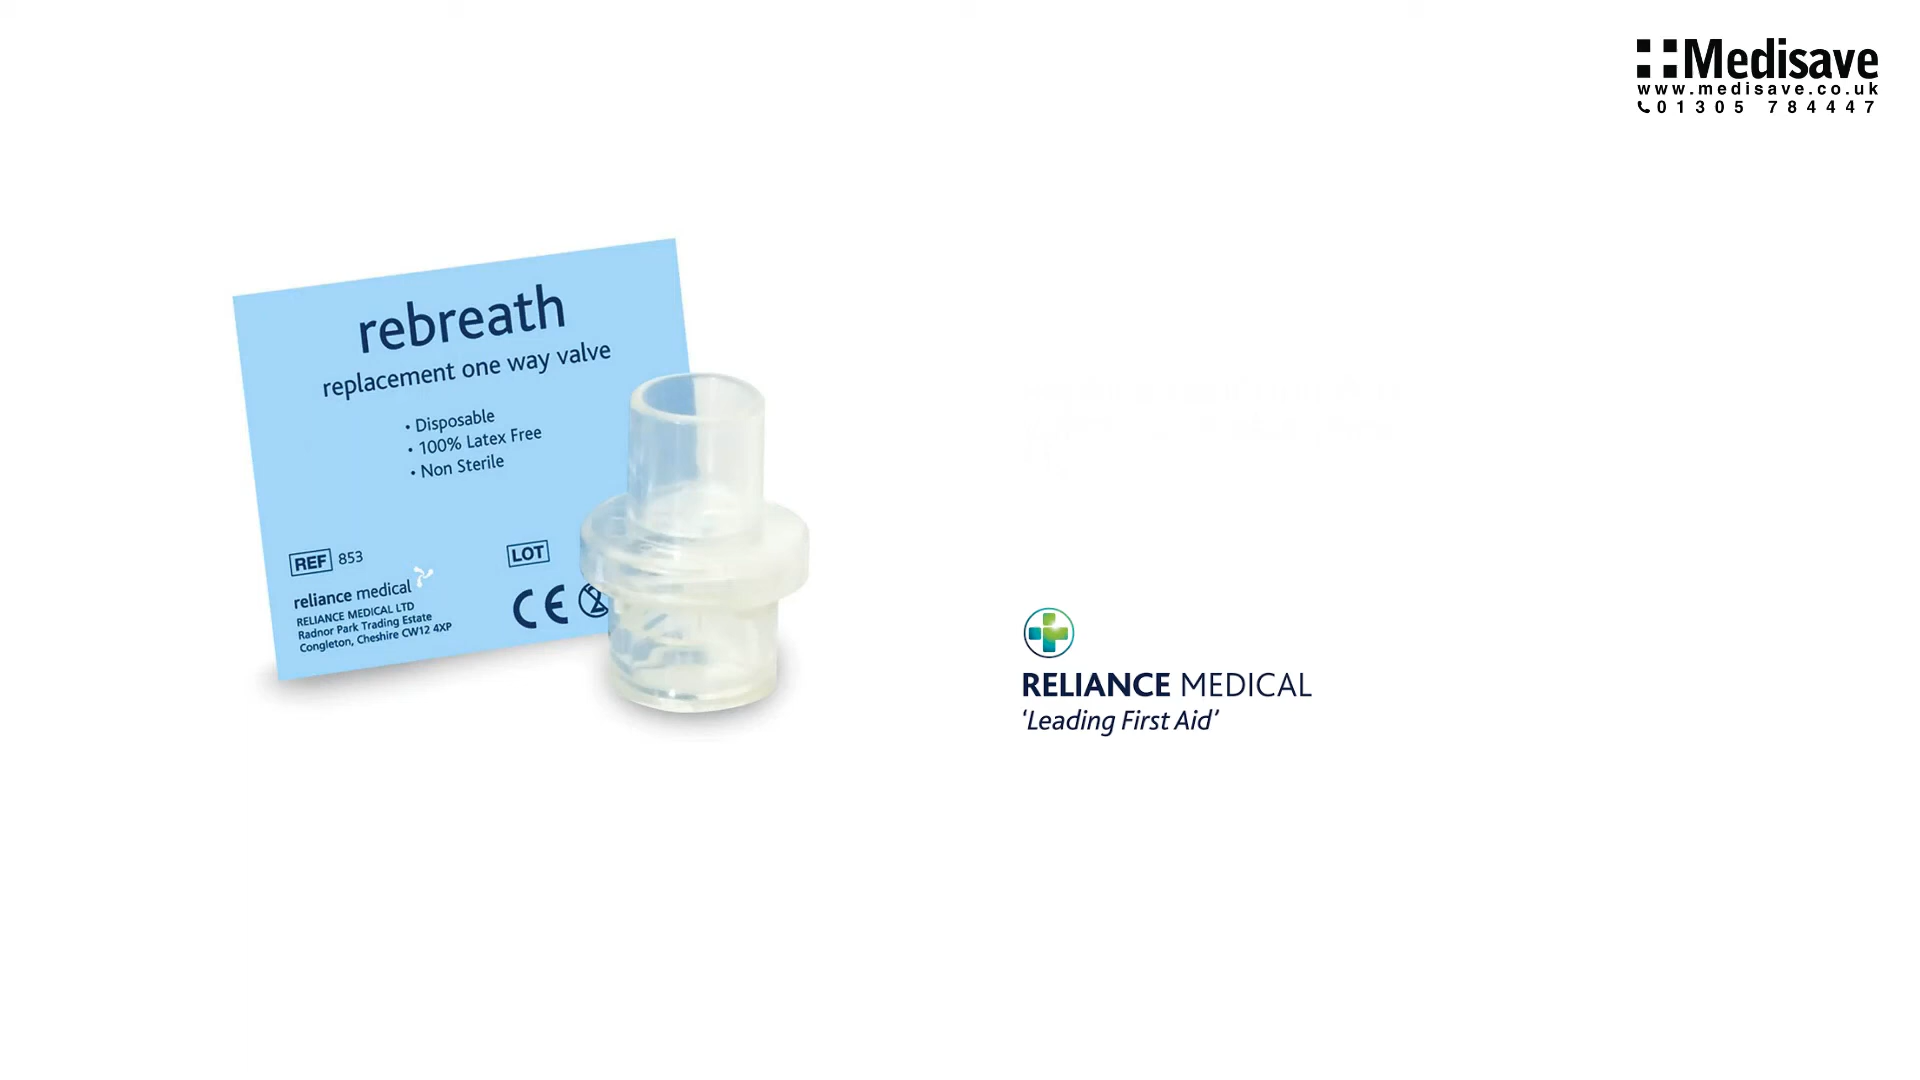 Medisave
www.medisave.co.uk
01305 784447
rebreath
replacement one way valve
• Disposable
• 100% Latex Free
• Non Sterile
REF 853
LOT
reliance medical
RELIANCE MEDICAL LTD
Radnor Park Trading Estate
Congleton, Cheshire CW12 4XP
CE 2
RELIANCE MEDICAL
‘Leading First Aid’